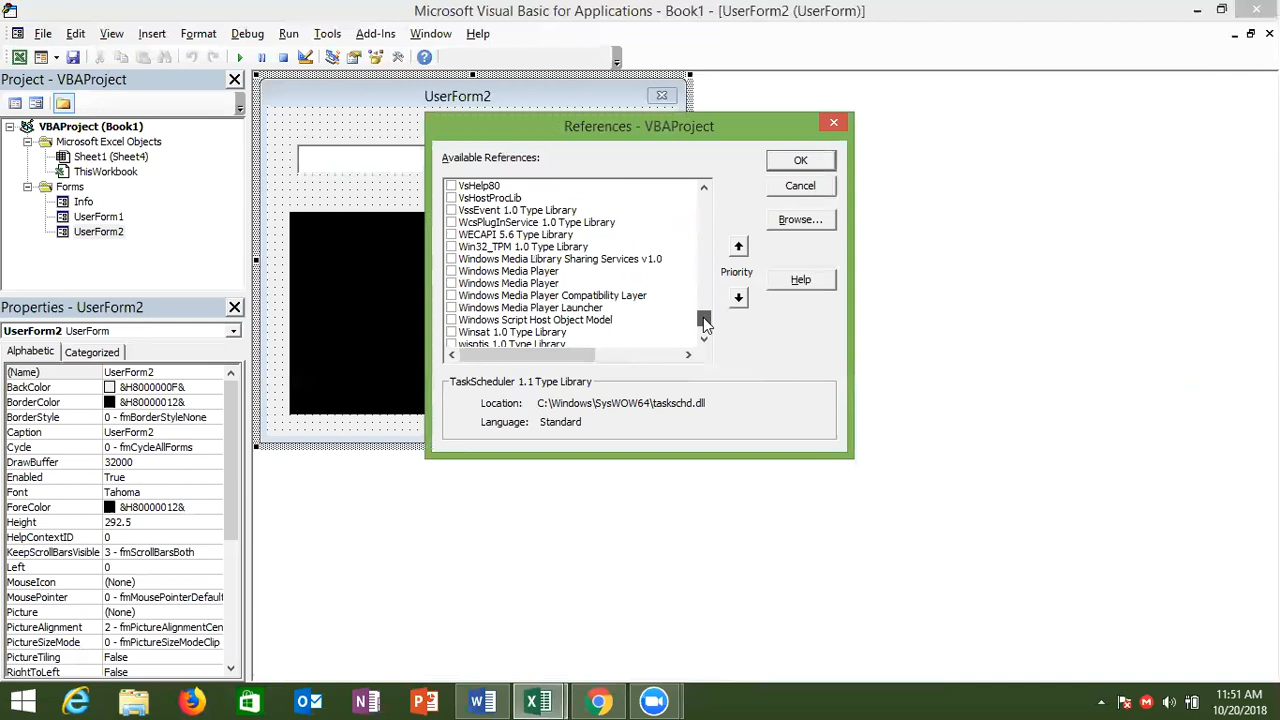 Microsoft Visual Basic for Applications - Book1 - [UserForm2 (UserForm)]
File Edit View Insert Format Debug Run Tools Add-Ins Window Help
Project - VBAProject
VBAProject (Book1)
Microsoft Excel Objects
Sheet1 (Sheet4)
ThisWorkbook
Forms
Info
UserForm1
UserForm2
Properties - UserForm2
UserForm2 UserForm
Alphabetic Categorized
(Name) UserForm2
BackColor &H8000000F&
BorderColor &H80000012&
BorderStyle 0 - fmBorderStyleNone
Caption UserForm2
Cycle 0 - fmCycleAllForms
DrawBuffer 32000
Enabled True
Font Tahoma
ForeColor &H80000012&
Height 292.5
HelpContextID 0
KeepScrollBarsVisible 3 - fmScrollBarsBoth
Left 0
MouseIcon (None)
MousePointer 0 - fmMousePointerDefault
Picture (None)
PictureAlignment 2 - fmPictureAlignmentCen
PictureSizeMode 0 - fmPictureSizeModeClip
PictureTiling False
RightToLeft False
UserForm2
References - VBAProject
Available References:
VsHelp80
VsHostProcLib
VssEvent 1.0 Type Library
WcsPlugInService 1.0 Type Library
WECAPI 5.6 Type Library
Win32_TPM 1.0 Type Library
Windows Media Library Sharing Services v1.0
Windows Media Player
Windows Media Player
Windows Media Player Compatibility Layer
Windows Media Player Launcher
Windows Script Host Object Model
Winsat 1.0 Type Library
wisptis 1.0 Type Library
OK
Cancel
Browse...
Priority
Help
TaskScheduler 1.1 Type Library
Location: C:\Windows\SysWOW64\taskschd.dll
Language: Standard
11:51 AM
10/20/2018